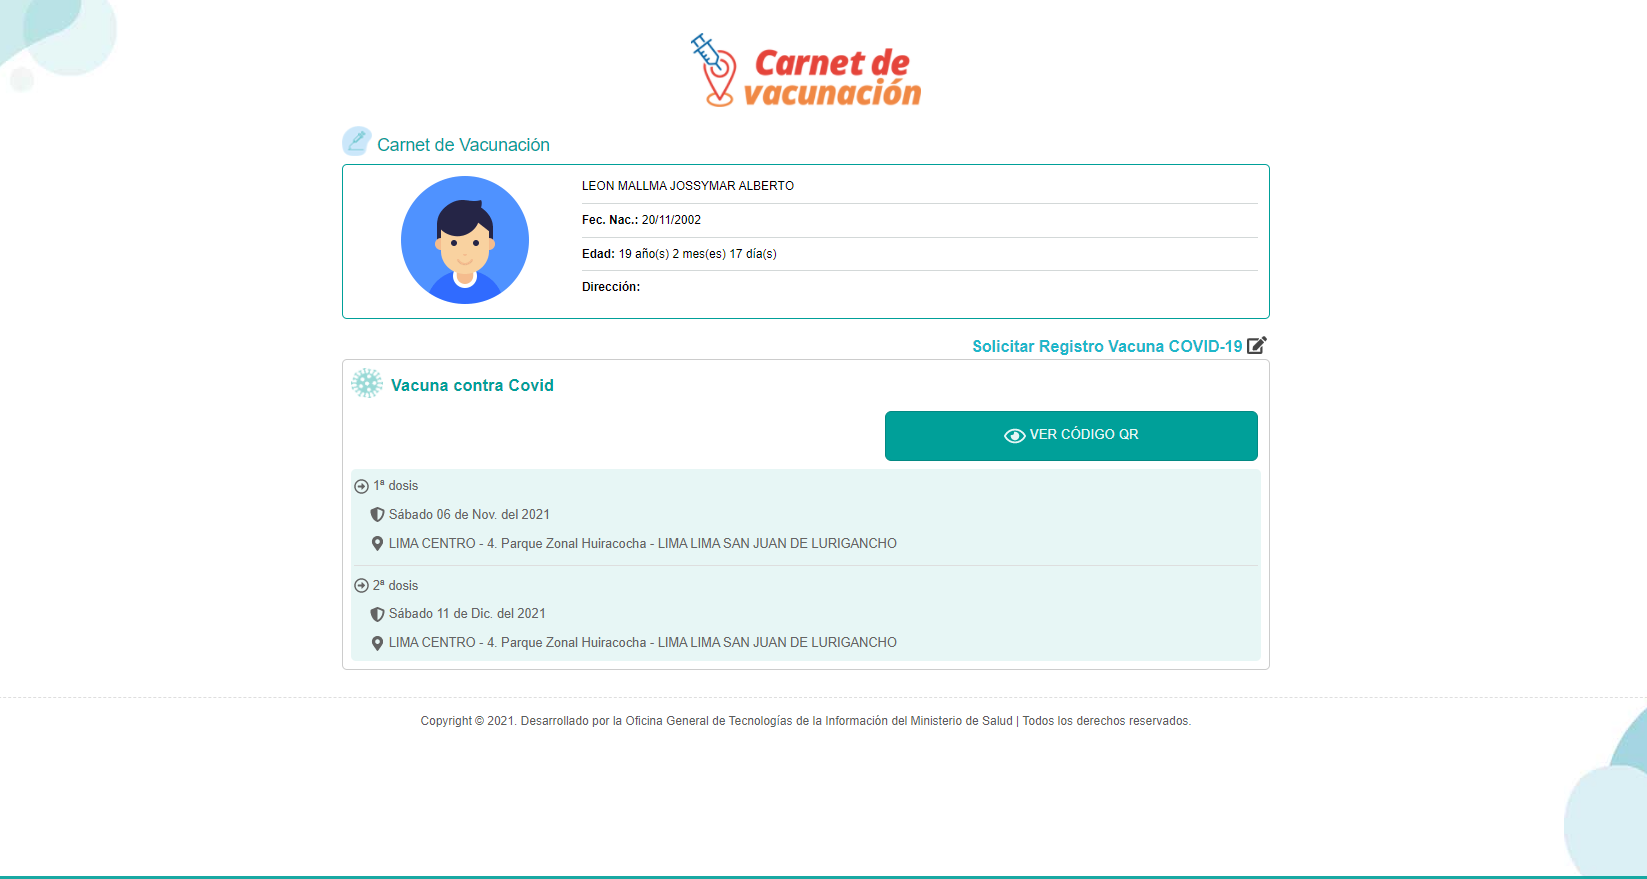 Carnet de
vacunación
Carnet de Vacunación
LEON MALLMA JOSSYMAR ALBERTO
Fec. Nac.: 20/11/2002
Edad: 19 año(s) 2 mes(es) 17 día(s)
Dirección:
Solicitar Registro Vacuna COVID-19
Vacuna contra Covid
VER CÓDIGO QR
1ª dosis
Sábado 06 de Nov. del 2021
LIMA CENTRO - 4. Parque Zonal Huiracocha - LIMA LIMA SAN JUAN DE LURIGANCHO
2ª dosis
Sábado 11 de Dic. del 2021
LIMA CENTRO - 4. Parque Zonal Huiracocha - LIMA LIMA SAN JUAN DE LURIGANCHO
Copyright © 2021. Desarrollado por la Oficina General de Tecnologías de la Información del Ministerio de Salud | Todos los derechos reservados.